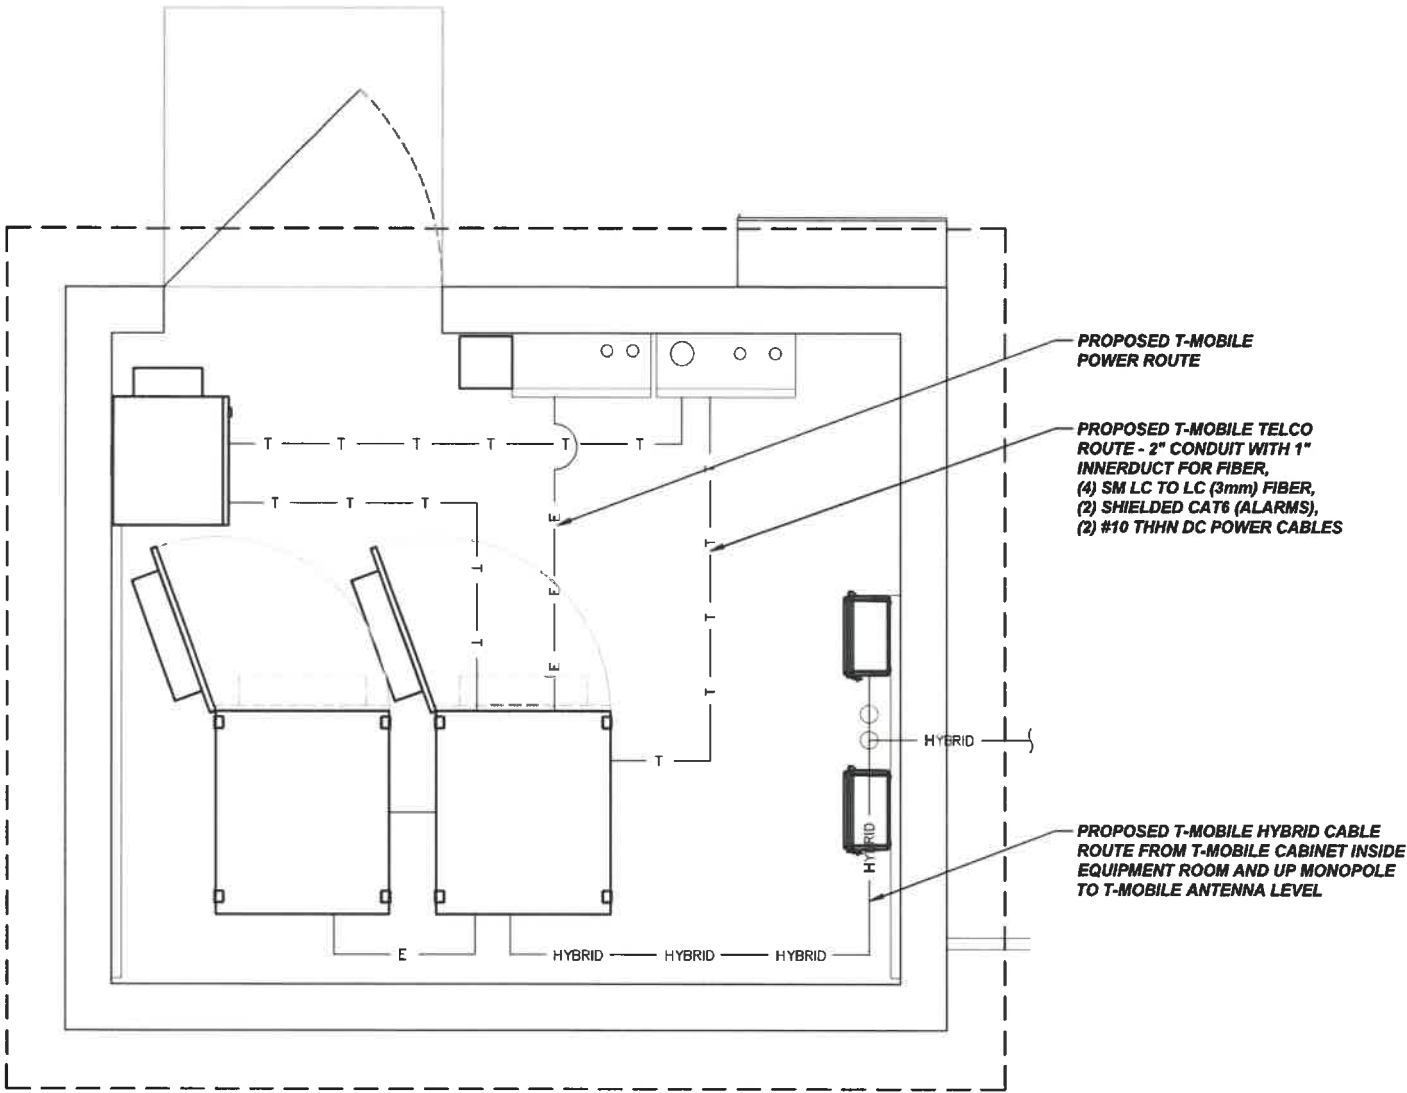 PROPOSED T-MOBILE
POWER ROUTE
PROPOSED T-MOBILE TELCO
ROUTE - 2" CONDUIT WITH 1"
INNERDUCT FOR FIBER,
(4) SM LC TO LC (3mm) FIBER,
(2) SHIELDED CAT6 (ALARMS),
(2) #10 THHN DC POWER CABLES
T T T T T T
T T T
T
T
E
E
E
T
T
T
T
T
HYBRID
HYBRID
HYBRID
PROPOSED T-MOBILE HYBRID CABLE
ROUTE FROM T-MOBILE CABINET INSIDE
EQUIPMENT ROOM AND UP MONOPOLE
TO T-MOBILE ANTENNA LEVEL
E
HYBRID HYBRID HYBRID